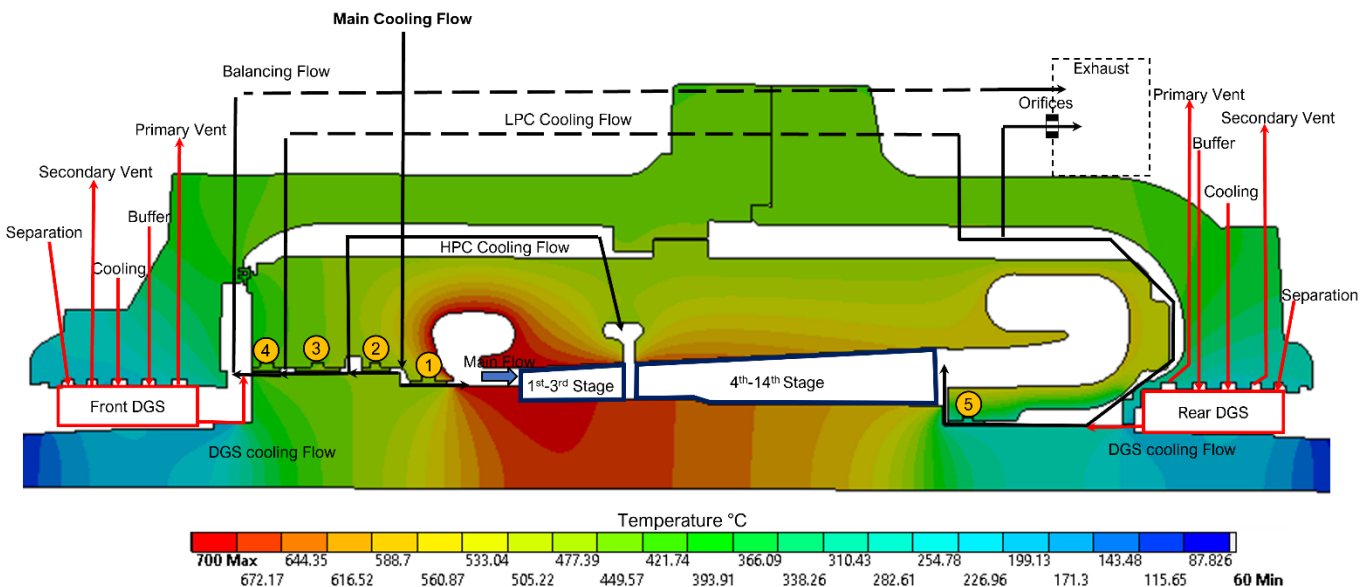 Main Cooling Flow
Balancing Flow
Exhaust
Primary Vent
Orifices
LPC Cooling Flow
Primary Vent
Secondary Vent
Buffer
Secondary Vent
Buffer
Cooling
Separation
HPC Cooling Flow
Cooling
Separation
4
3
2
1
Main Flow
1st-3rd Stage
4th-14th Stage
5
Front DGS
Rear DGS
DGS cooling Flow
DGS cooling Flow
Temperature °C
700 Max 644.35 588.7 533.04 477.39 421.74 366.09 310.43 254.78 199.13 143.48 87.826
672.17 616.52 560.87 505.22 449.57 393.91 338.26 282.61 226.96 171.3 115.65 60 Min